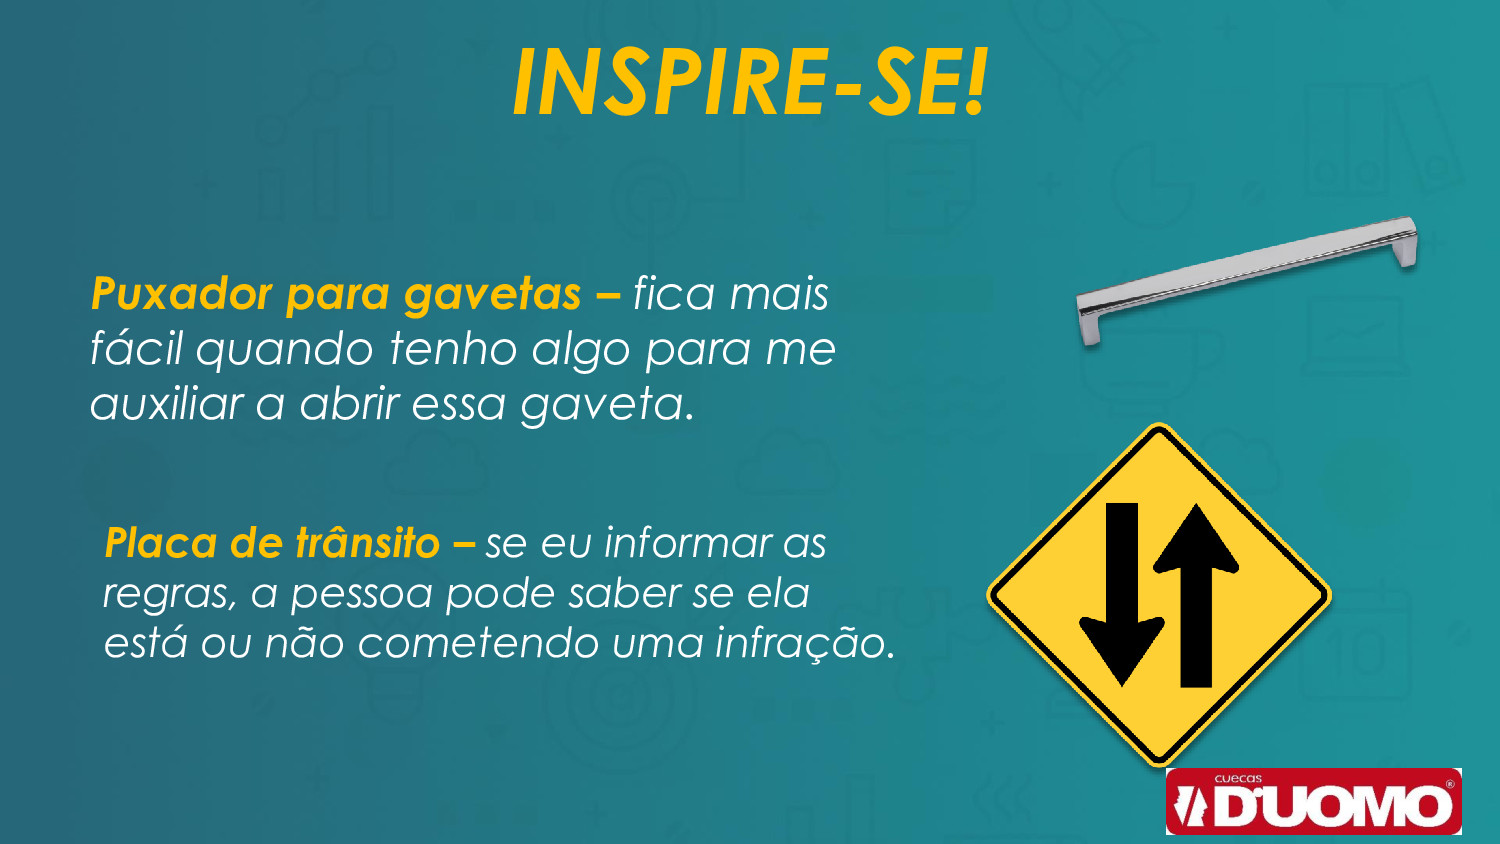 INSPIRE-SE!
Puxador para gavetas – fica mais
fácil quando tenho algo para me
auxiliar a abrir essa gaveta.
Placa de trânsito – se eu informar as
regras, a pessoa pode saber se ela
está ou não cometendo uma infração.
10
cuecas
D'UOMO®